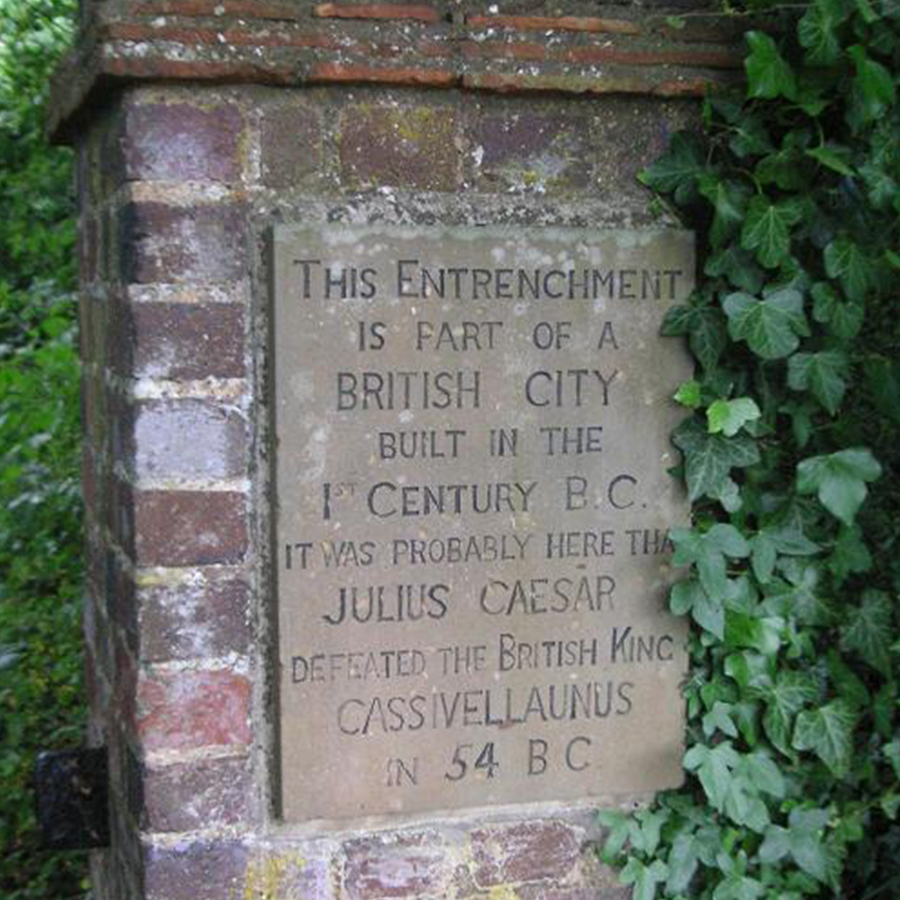 THIS ENTRENCHMENT
IS PART OF A
BRITISH CITY
BUILT IN THE
1ST CENTURY B.C.
IT WAS PROBABLY HERE THA
JULIUS CAESAR
DEFEATED THE BRITISH KING
CASSIVELLAUNUS
IN 54 B C